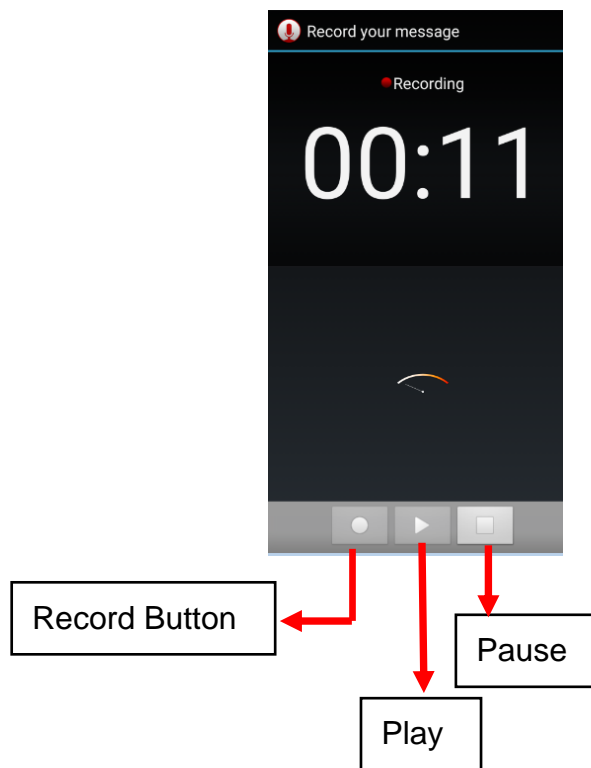 Record your message
Recording
00:11
Record Button
Pause
Play